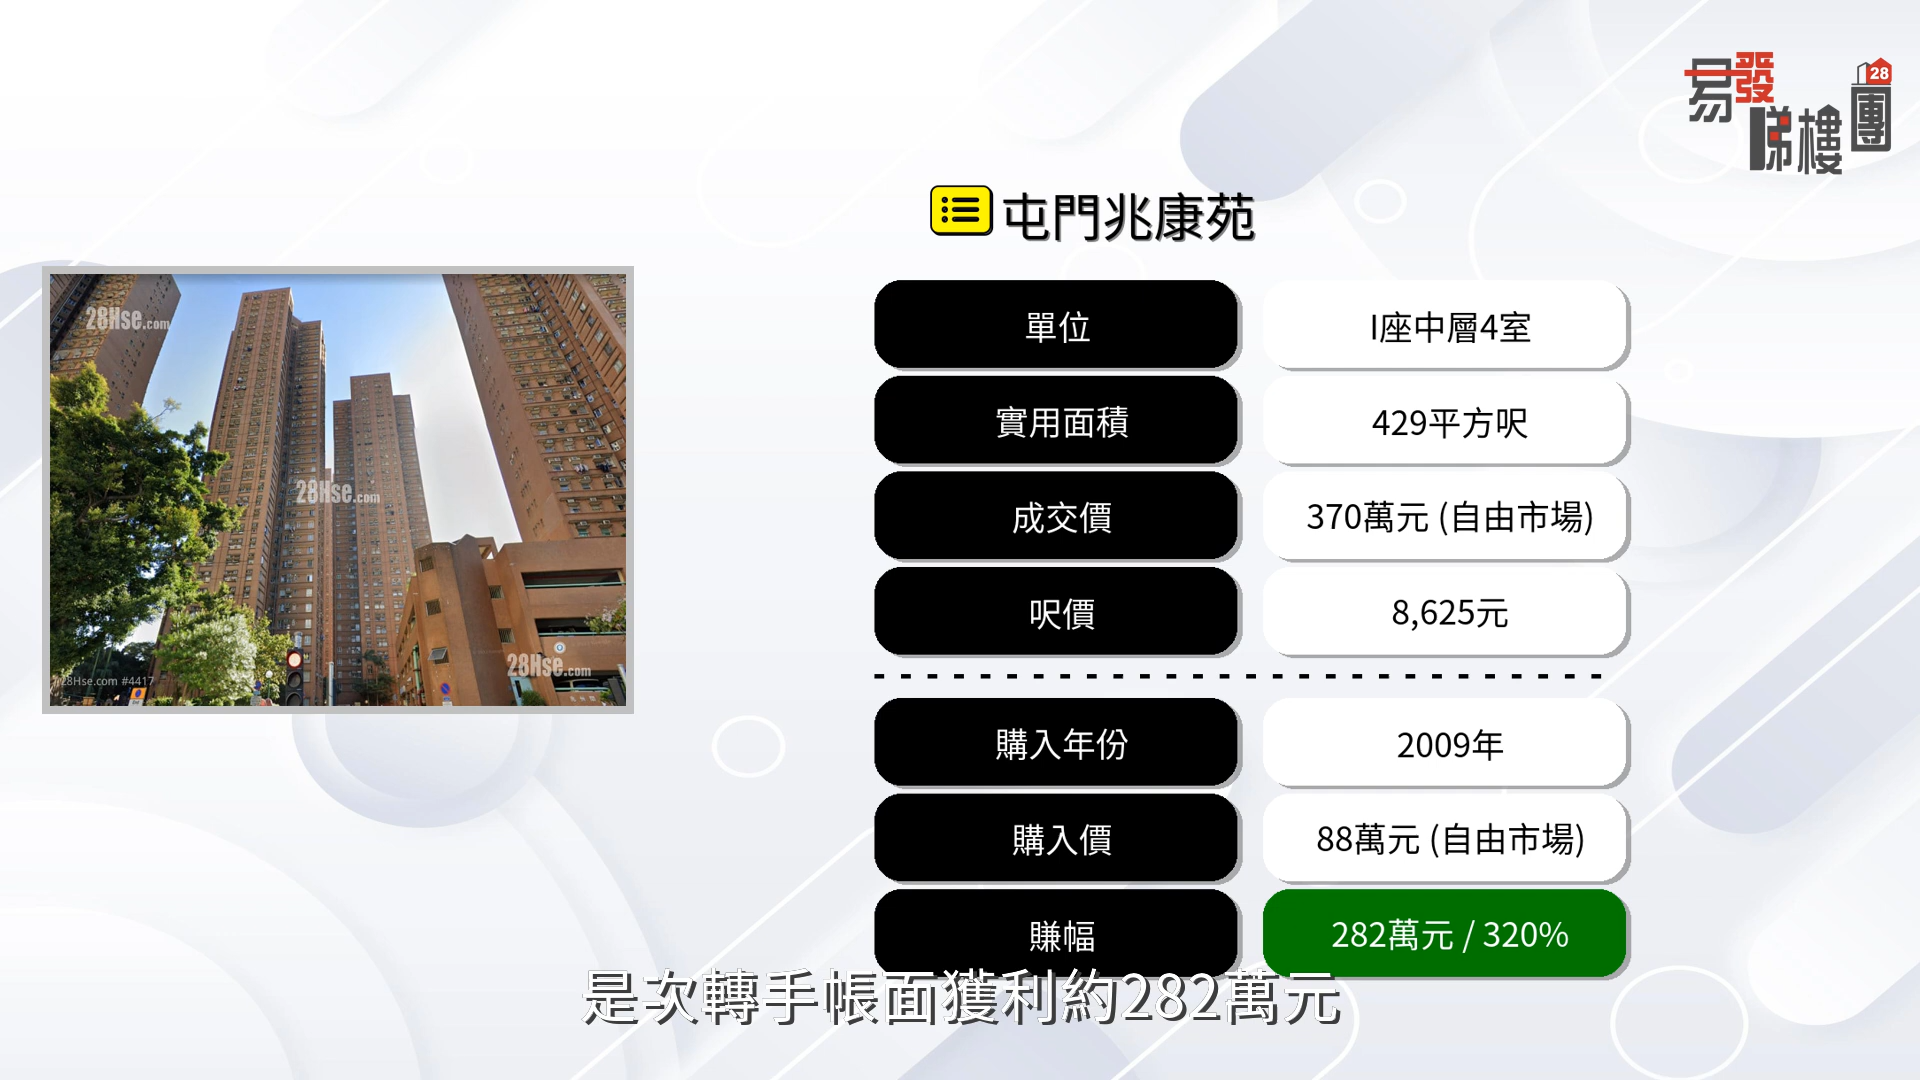 易發睇樓團
28
屯門兆康苑
單位
I座中層4室
實用面積
429平方呎
成交價
370萬元 (自由市場)
呎價
8,625元
購入年份
2009年
購入價
88萬元 (自由市場)
賺幅
282萬元 / 320%
28Hse.com
28Hse.com
28Hse.com
28Hse.com #4417
是次轉手帳面獲利約282萬元